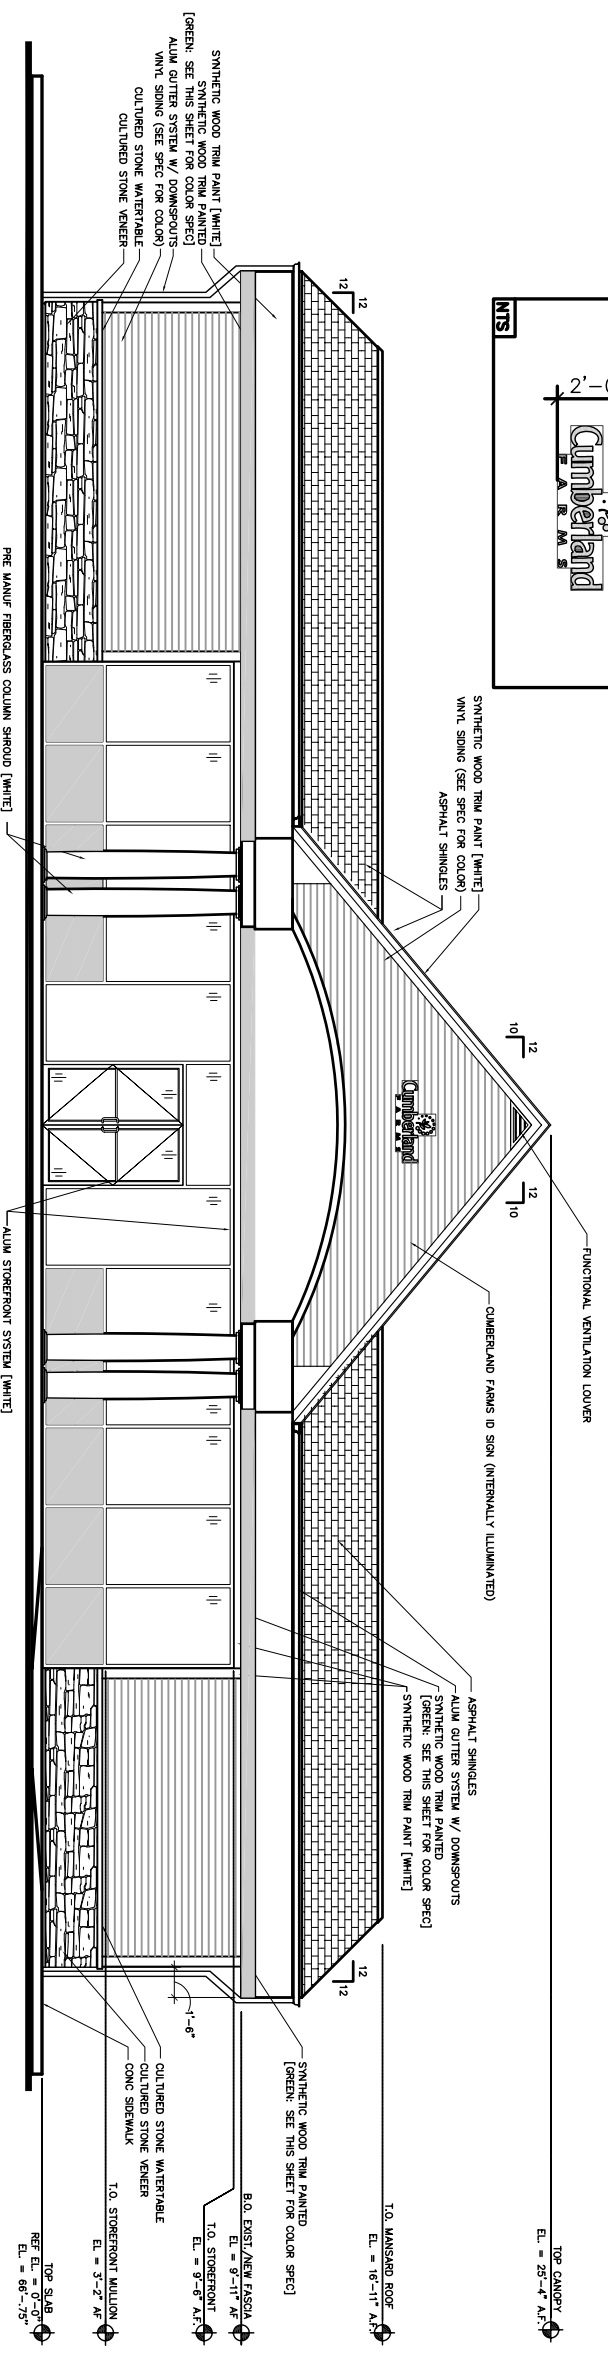 NTS
2'-0
Cumberland
FARMS
SYNTHETIC WOOD TRIM PAINT [WHITE]
SYNTHETIC WOOD TRIM PAINTED
[GREEN: SEE THIS SHEET FOR COLOR SPEC]
ALUM GUTTER SYSTEM W/ DOWNSPOUTS
VINYL SIDING (SEE SPEC FOR COLOR)
CULTURED STONE WATERTABLE
CULTURED STONE VENEER
12
12
PRE MANUF FIBERGLASS COLUMN SHROUD [WHITE]
SYNTHETIC WOOD TRIM PAINT [WHITE]
VINYL SIDING (SEE SPEC FOR COLOR)
ASPHALT SHINGLES
12
10
12
10
Cumberland
FARMS
FUNCTIONAL VENTILATION LOUVER
CUMBERLAND FARMS ID SIGN (INTERNALLY ILLUMINATED)
ALUM STOREFRONT SYSTEM [WHITE]
ASPHALT SHINGLES
ALUM GUTTER SYSTEM W/ DOWNSPOUTS
SYNTHETIC WOOD TRIM PAINTED
[GREEN: SEE THIS SHEET FOR COLOR SPEC]
SYNTHETIC WOOD TRIM PAINT [WHITE]
12
12
1'-6"
SYNTHETIC WOOD TRIM PAINTED
[GREEN: SEE THIS SHEET FOR COLOR SPEC]
CULTURED STONE WATERTABLE
CULTURED STONE VENEER
CONC SIDEWALK
TOP CANOPY
EL. = 25'-4" A.F.
T.O. MANSARD ROOF
EL. = 16'-11" A.F.
B.O. EXIST./NEW FASCIA
EL = 9'-11" AF
T.O. STOREFRONT
EL = 9'-6" A.F.
T.O. STOREFRONT MULLION
EL = 3'-2" AF
TOP SLAB
REF EL. = 0'-0"
EL. = 66'-.75"